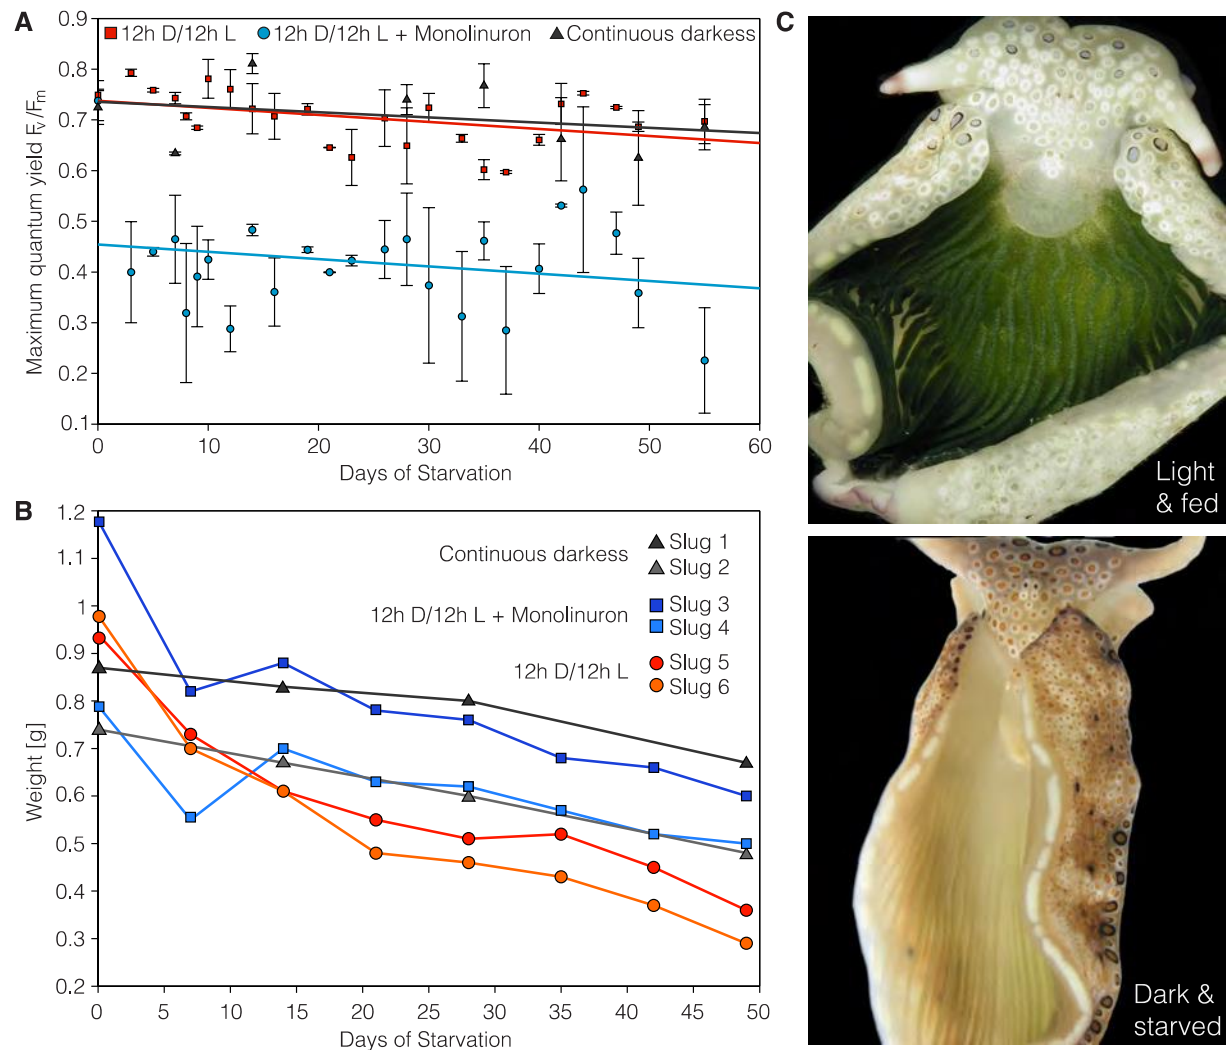 A
12h D/12h L 12h D/12h L + Monolinuron Continuous darkness
0.9
0.8
0.7
0.6
0.5
0.4
0.3
0.2
0.1
Maximum quantum yield Fv/Fm
0 10 20 30 40 50 60
Days of Starvation
B
1.2
1.1
1
0.9
0.8
0.7
0.6
0.5
0.4
0.3
0.2
Weight [g]
Continuous darkess
Slug 1
Slug 2
12h D/12h L + Monolinuron
Slug 3
Slug 4
12h D/12h L
Slug 5
Slug 6
0 5 10 15 20 25 30 35 40 45 50
Days of Starvation
C
Light
& fed
Dark &
starved